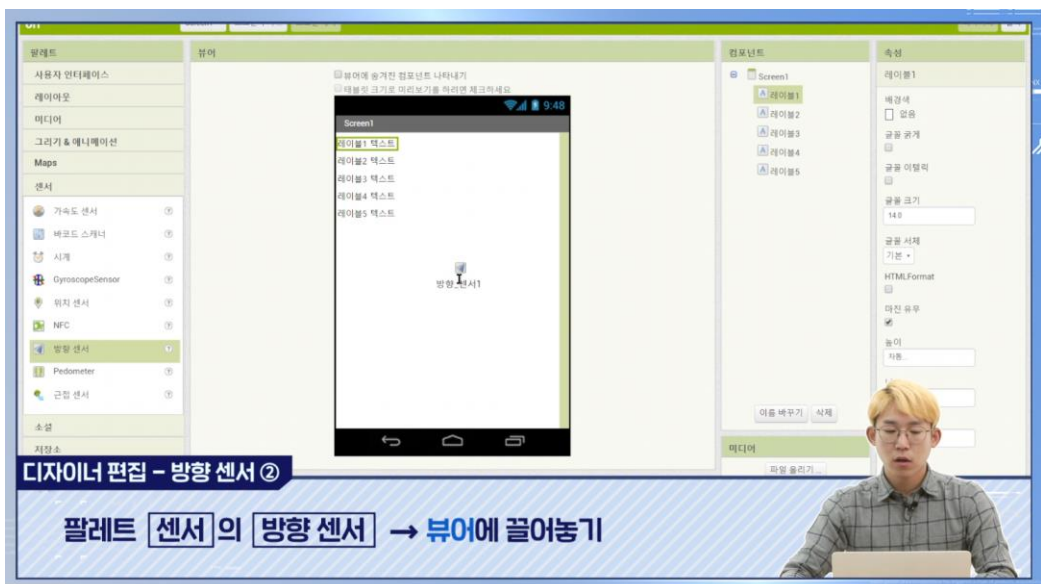 팔레트
뷰어
컴포넌트
속성
사용자 인터페이스
레이아웃
미디어
그리기 & 애니메이션
Maps
센서
가속도 센서
바코드 스캐너
시계
GyroscopeSensor
위치 센서
NFC
방향 센서
Pedometer
근접 센서
소셜
저장소
뷰어에 숨겨진 컴포넌트 나타내기
태블릿 크기로 미리보기를 하려면 체크하세요
9:48
Screen1
레이블1 텍스트
레이블2 텍스트
레이블3 텍스트
레이블4 텍스트
레이블5 텍스트
방향_센서1
Screen1
레이블1
레이블2
레이블3
레이블4
레이블5
이름 바꾸기 삭제
미디어
파일 올리기...
레이블1
배경색
없음
글꼴 굵게
글꼴 이탤릭
글꼴 크기
14.0
글꼴 서체
기본
HTMLFormat
마진 유무
높이
자동...
디자이너 편집 – 방향 센서 ②
팔레트 센서의 방향 센서 → 뷰어에 끌어놓기